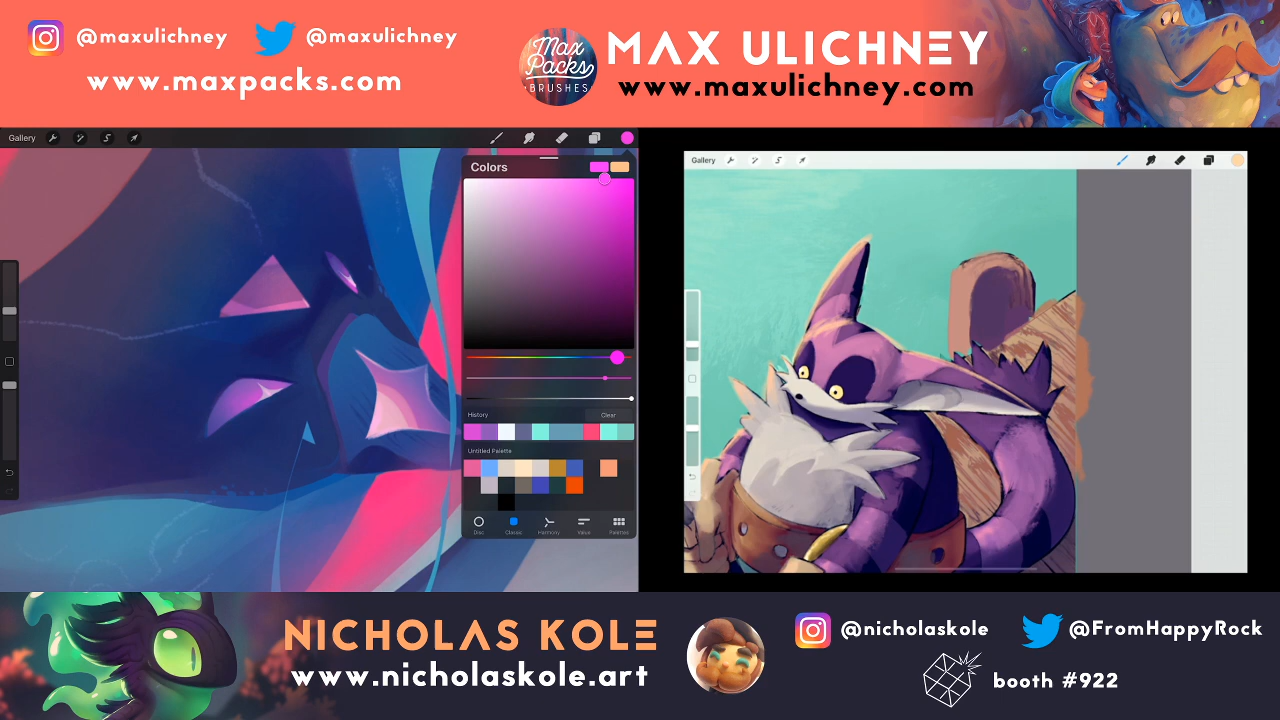 @maxulichney
@maxulichney
www.maxpacks.com
Max
Packs
BRUSHES
MAX ULICHNEY
www.maxulichney.com
Gallery
Colors
History
Clear
Untitled Palette
Disc
Classic
Harmony
Value
Palettes
Gallery
NICHOLAS KOLE
www.nicholaskole.art
@nicholaskole
@FromHappyRock
booth #922